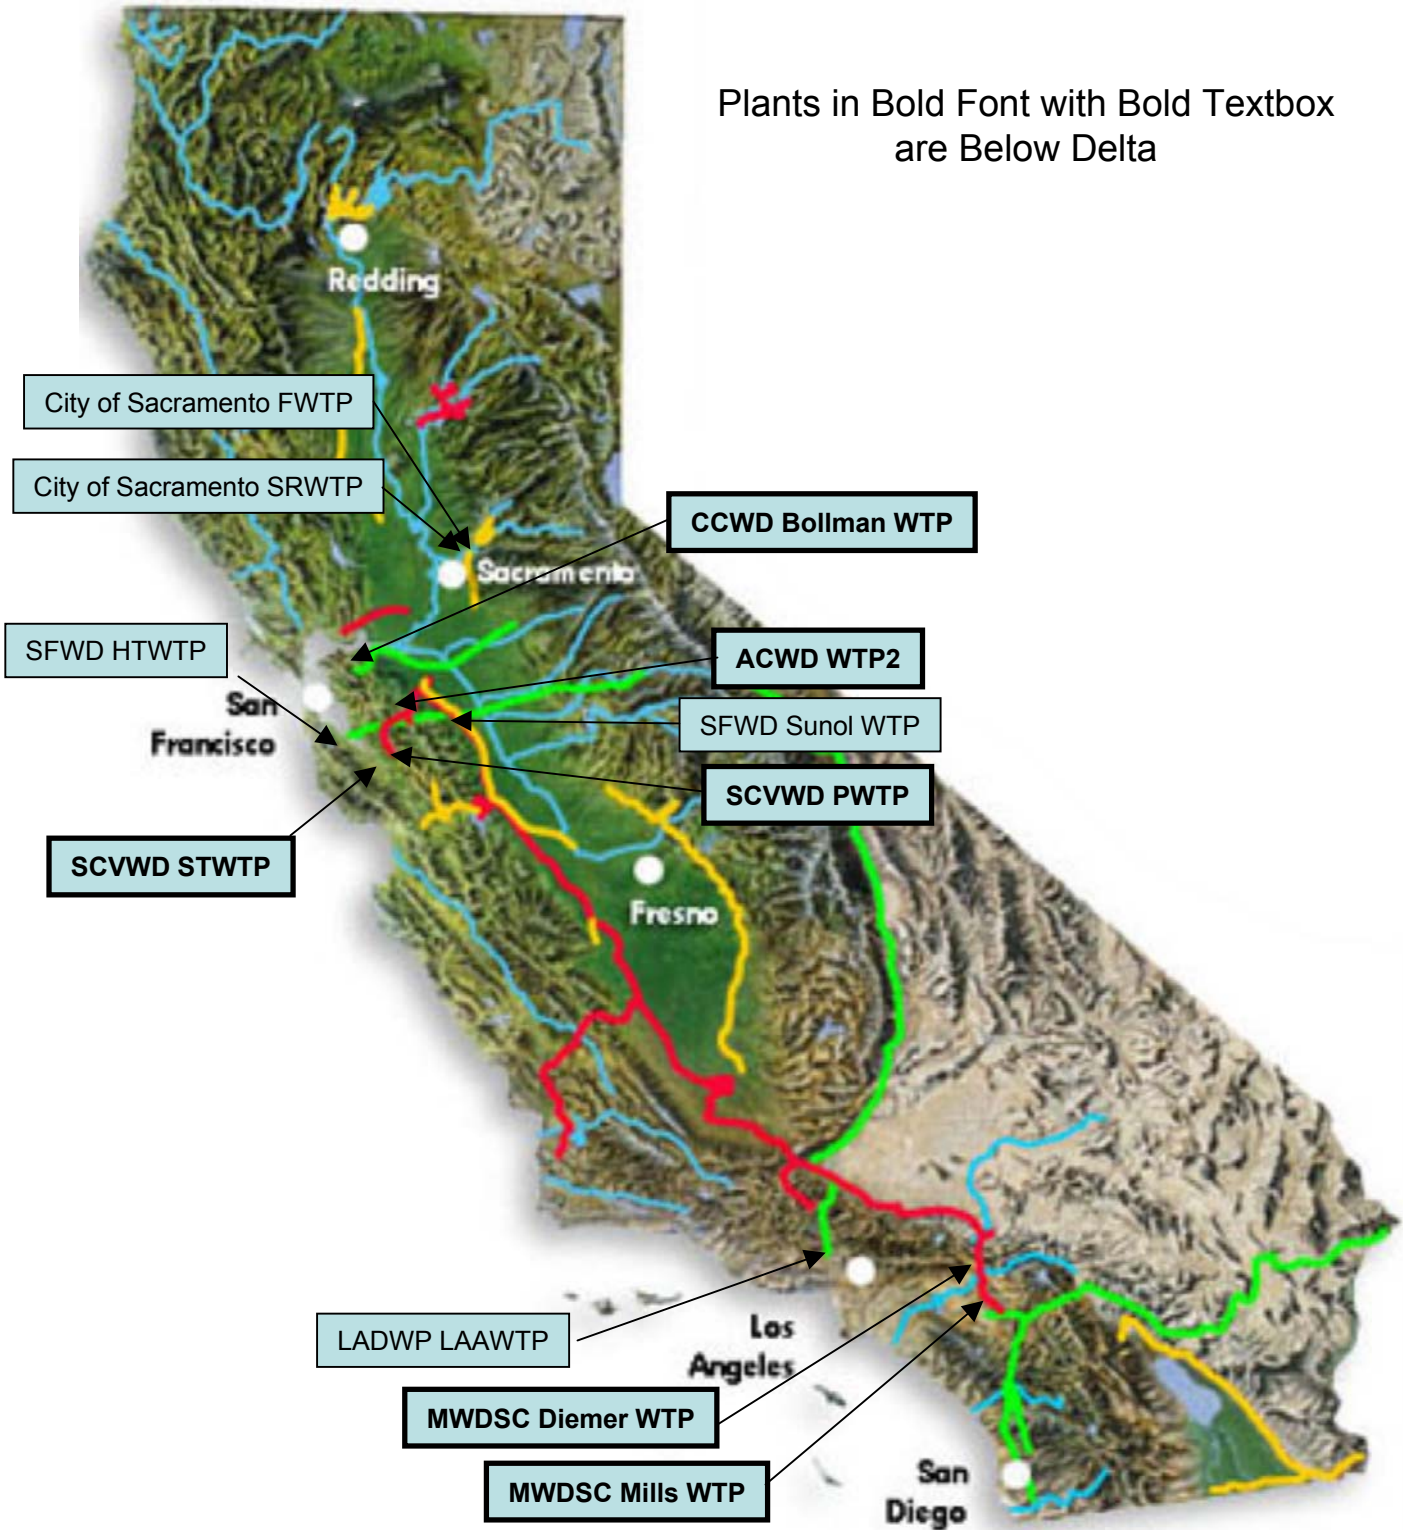 Plants in Bold Font with Bold Textbox
are Below Delta
Redding
City of Sacramento FWTP
City of Sacramento SRWTP
CCWD Bollman WTP
Sacramento
SFWD HTWTP
ACWD WTP2
San
Francisco
SFWD Sunol WTP
SCVWD PWTP
SCVWD STWTP
Fresno
LADWP LAAWTP
Los
Angeles
MWDSC Diemer WTP
MWDSC Mills WTP
San
Diego